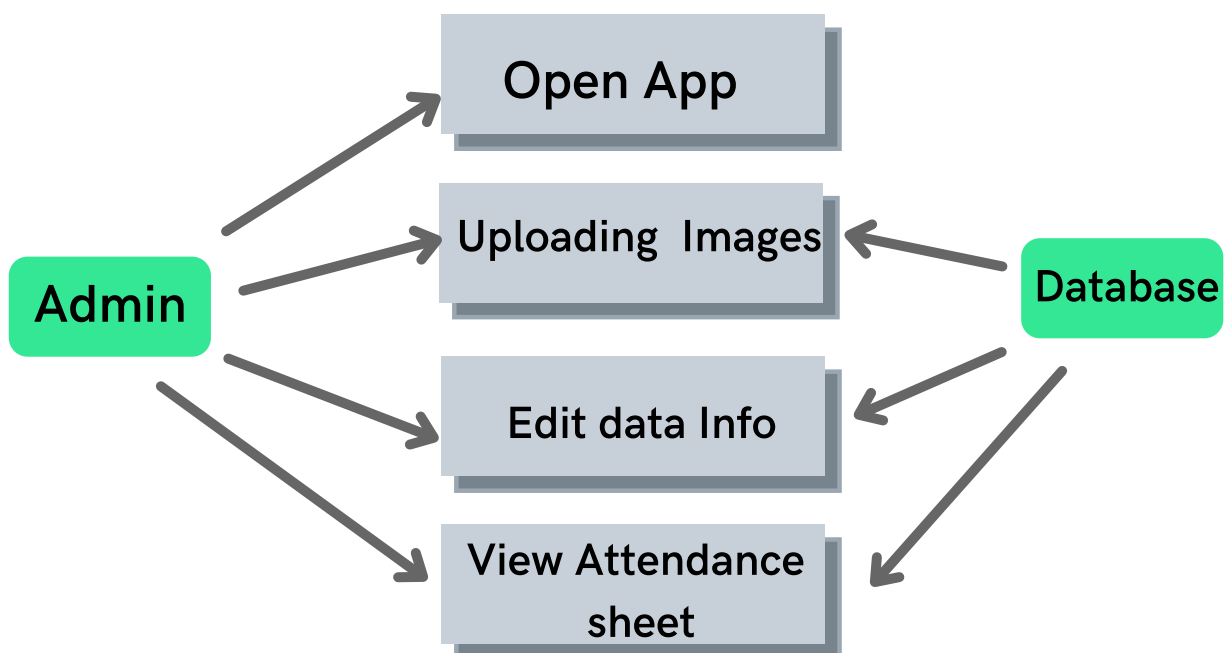 Open App
Uploading Images
Admin
Database
Edit data Info
View Attendance
sheet